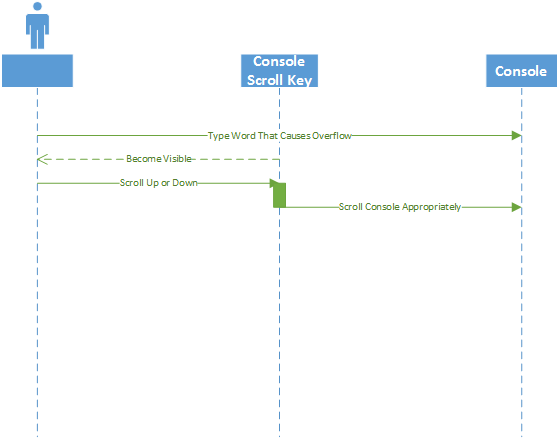 Console
Scroll Key
Console
Type Word That Causes Overflow
Become Visible
Scroll Up or Down
Scroll Console Appropriately